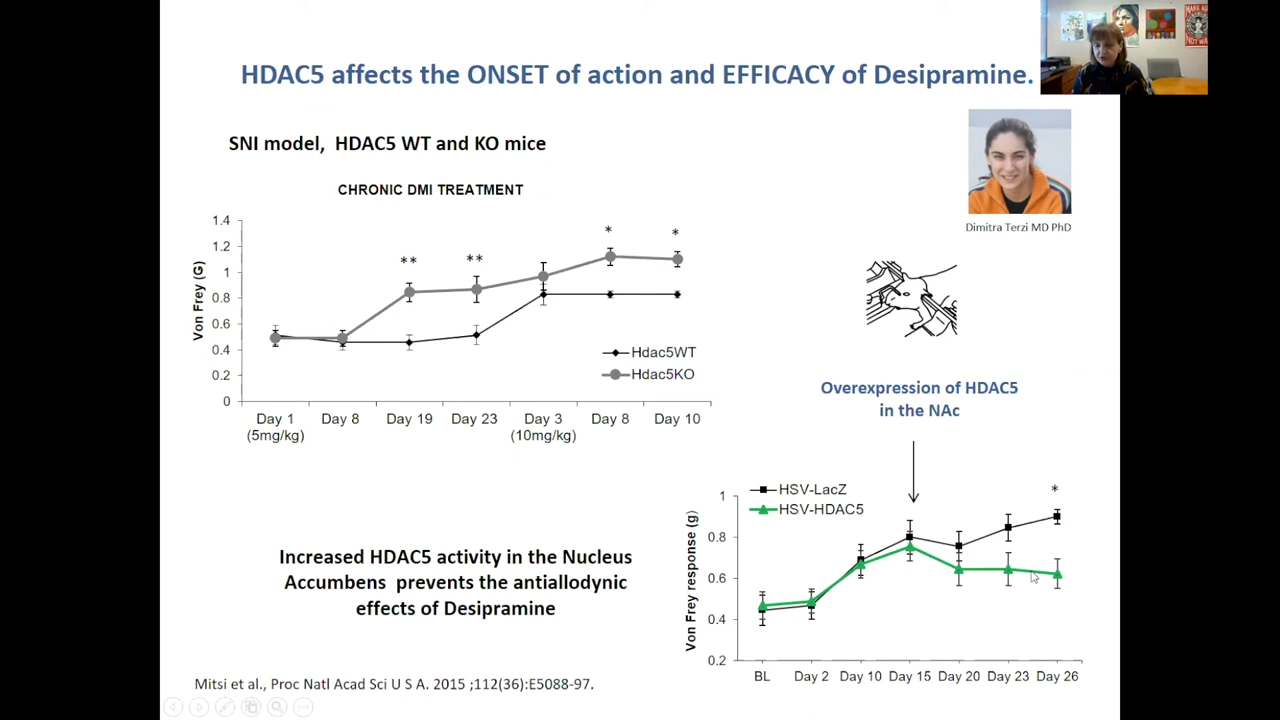 HDAC5 affects the ONSET of action and EFFICACY of Desipramine.
SNI model, HDAC5 WT and KO mice
CHRONIC DMI TREATMENT
Von Frey (G)
1.4
1.2
1
0.8
0.6
0.4
0.2
0
** ** * *
Hdac5WT
Hdac5KO
Day 1 Day 8 Day 19 Day 23 Day 3 Day 8 Day 10
(5mg/kg) (10mg/kg)
Dimitra Terzi MD PhD
Overexpression of HDAC5
in the NAc
Von Frey response (g)
1
0.8
0.6
0.4
0.2
HSV-LacZ
HSV-HDAC5
*
BL Day 2 Day 10 Day 15 Day 20 Day 23 Day 26
Increased HDAC5 activity in the Nucleus
Accumbens prevents the antiallodynic
effects of Desipramine
Mitsi et al., Proc Natl Acad Sci U S A. 2015 ;112(36):E5088-97.